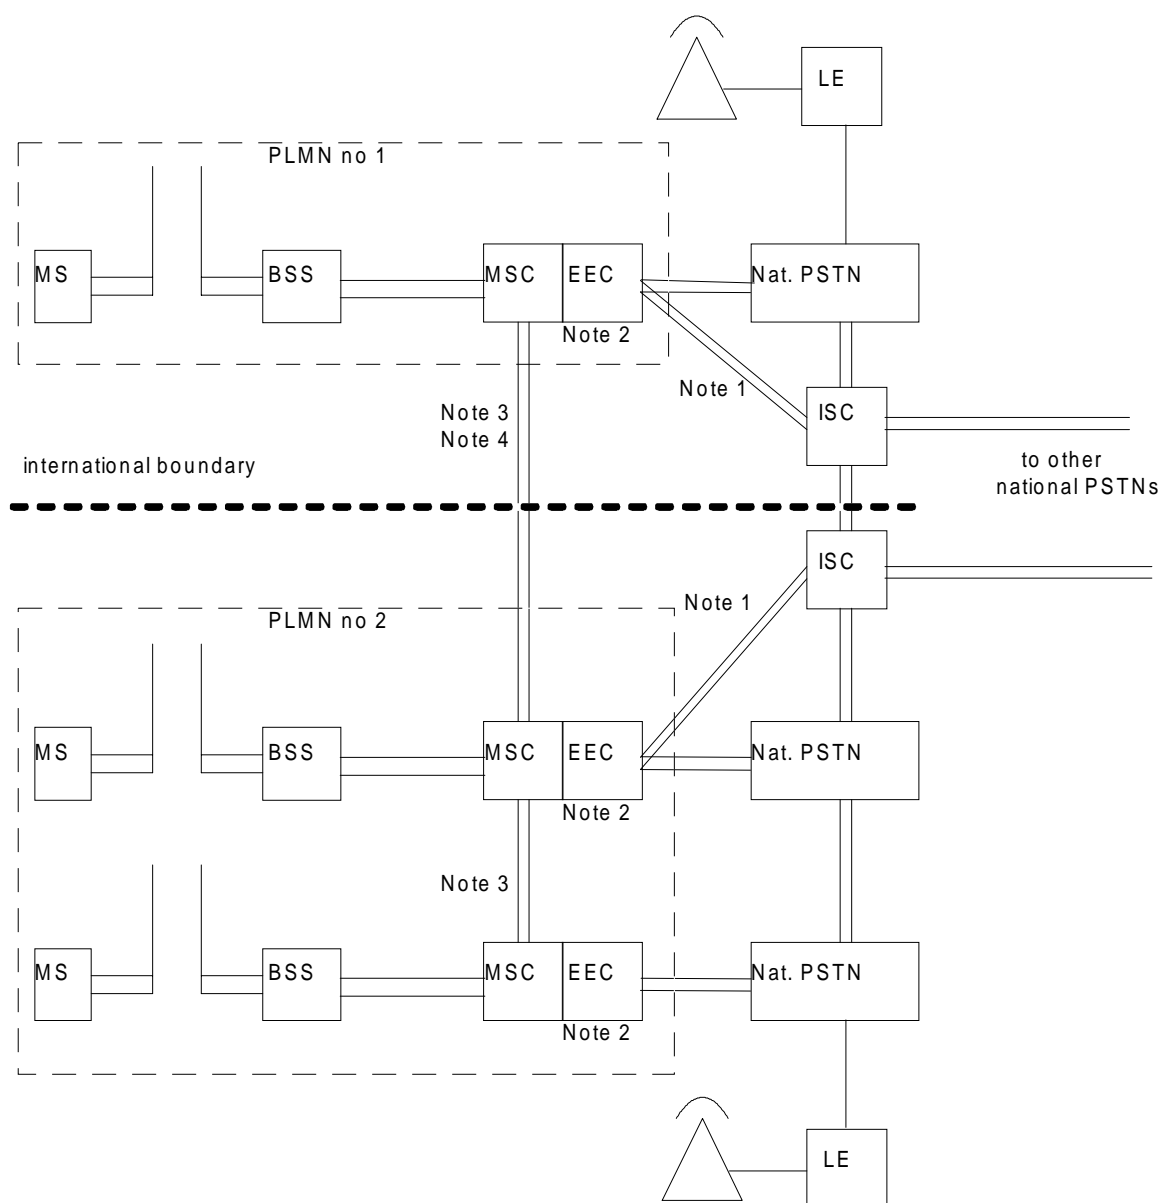 LE
PLMN no 1
MS
BSS
MSC
EEC
Nat. PSTN
Note 2
Note 1
ISC
Note 3
Note 4
international boundary
to other
national PSTNs
ISC
Note 1
PLMN no 2
MS
BSS
MSC
EEC
Nat. PSTN
Note 2
Note 3
MS
BSS
MSC
EEC
Nat. PSTN
Note 2
LE